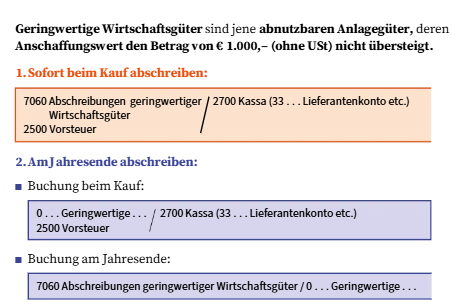 Geringwertige Wirtschaftsgüter sind jene abnutzbaren Anlagegüter, deren
Anschaffungswert den Betrag von € 1.000,– (ohne USt) nicht übersteigt.
1. Sofort beim Kauf abschreiben:
7060 Abschreibungen geringwertiger / 2700 Kassa (33 . . . Lieferantenkonto etc.)
Wirtschaftsgüter
2500 Vorsteuer
2. Am Jahresende abschreiben:
■ Buchung beim Kauf:
0 . . . Geringwertige . . . / 2700 Kassa (33 . . . Lieferantenkonto etc.)
2500 Vorsteuer
■ Buchung am Jahresende:
7060 Abschreibungen geringwertiger Wirtschaftsgüter / 0 . . . Geringwertige . . .